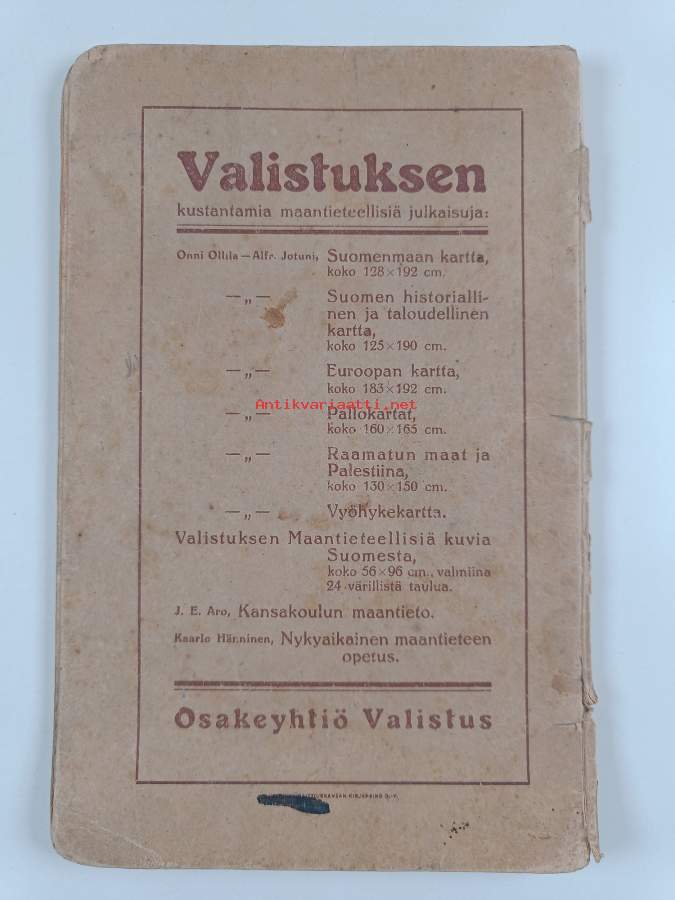 Valistuksen
kustantamia maantieteellisiä julkaisuja:
Onni Ollila — Alfr. Jotuni, Suomenmaan kartta,
koko 128×192 cm.
— „ — Suomen historialli-
nen ja taloudellinen
kartta,
koko 125×190 cm.
— „ — Euroopan kartta,
koko 183×192 cm.
Antikvariaatti.net
— „ — Pallokartat,
koko 160×165 cm.
— „ — Raamatun maat ja
Palestiina,
koko 130×150 cm.
— „ — Vyöhykekartta.
Valistuksen Maantieteellisiä kuvia
Suomesta,
koko 56×96 cm., valmiina
24 värillistä taulua.
J. E. Aro, Kansakoulun maantieto.
Kaarlo Hänninen, Nykyaikainen maantieteen
opetus.
Osakeyhtiö Valistus
KIRJAPAINO O.-Y.